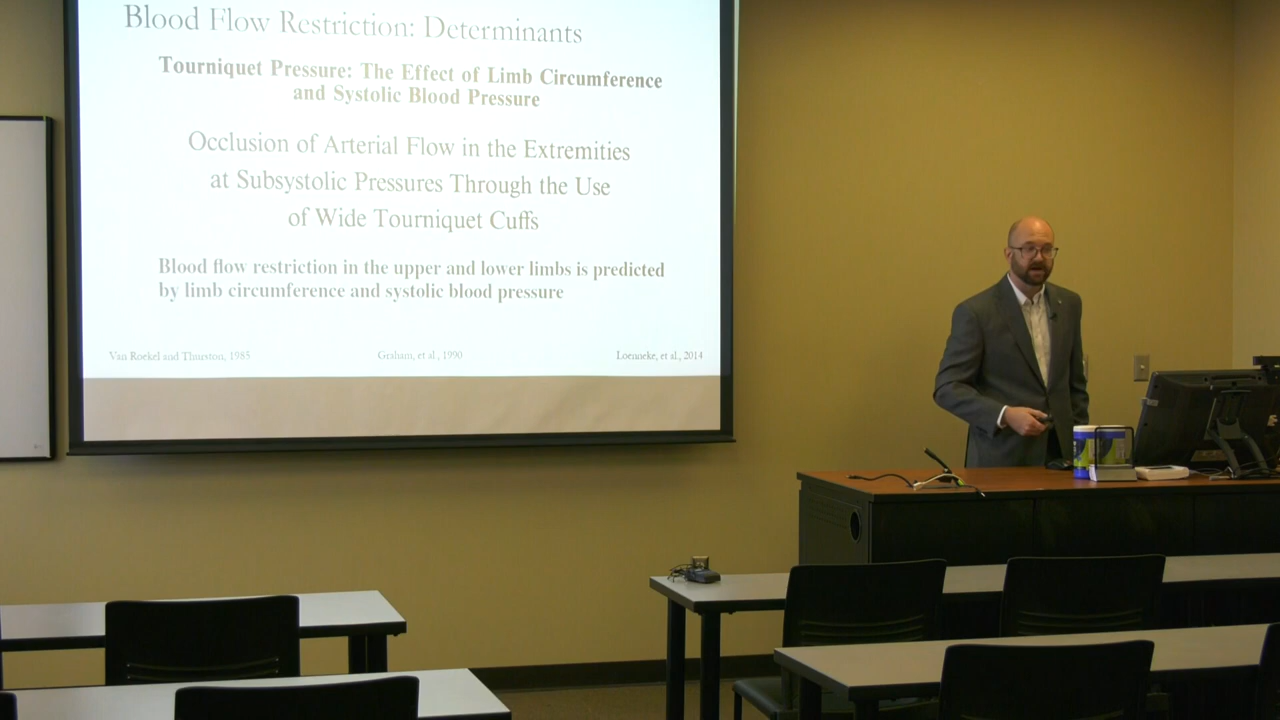 Blood Flow Restriction: Determinants
Tourniquet Pressure: The Effect of Limb Circumference
and Systolic Blood Pressure
Occlusion of Arterial Flow in the Extremities
at Subsystolic Pressures Through the Use
of Wide Tourniquet Cuffs
Blood flow restriction in the upper and lower limbs is predicted
by limb circumference and systolic blood pressure
Van Roekel and Thurston, 1985
Graham, et al., 1990
Loenneke, et al., 2014